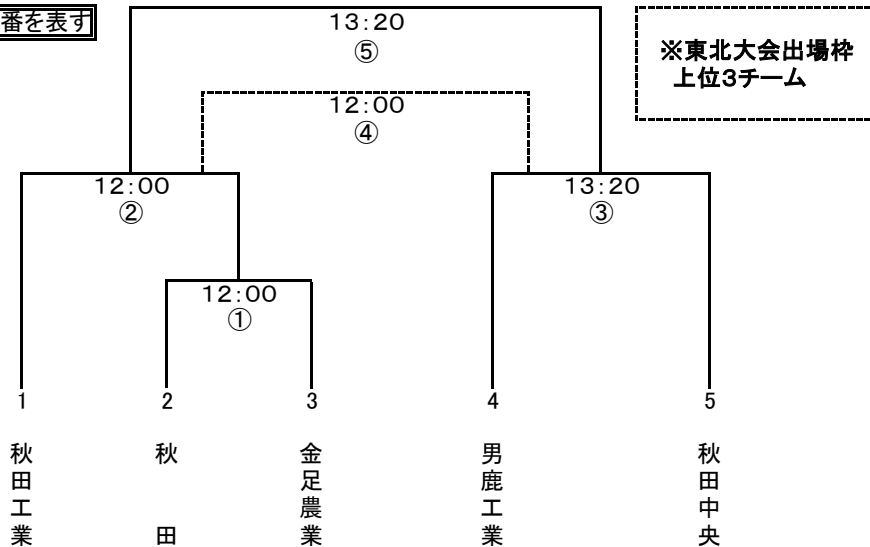 番を表す
13:20
⑤
※東北大会出場枠
上位3チーム
12:00
④
12:00
②
13:20
③
12:00
①
1
2
3
4
5
秋田工業
秋　田
金足農業
男鹿工業
秋田中央